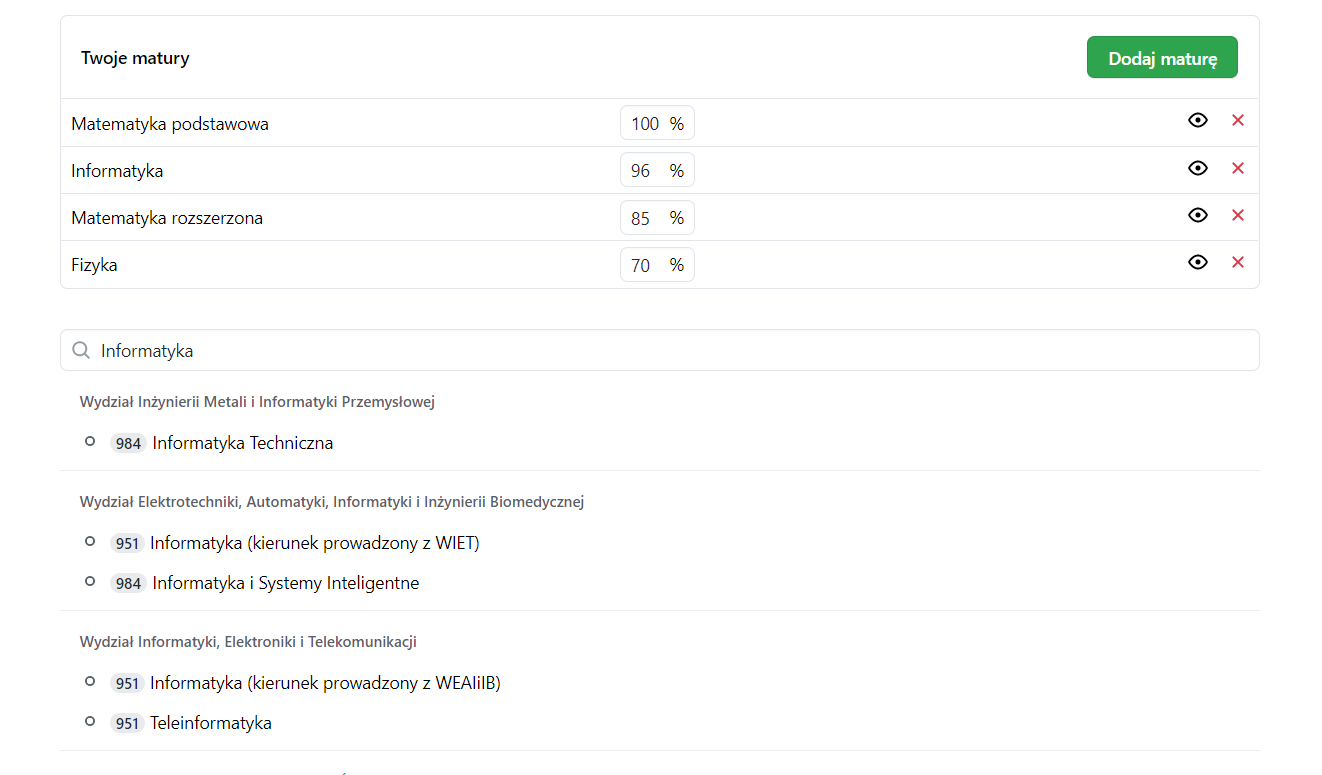 Twoje matury
Dodaj maturę
Matematyka podstawowa 100 %
Informatyka 96 %
Matematyka rozszerzona 85 %
Fizyka 70 %
Informatyka
Wydział Inżynierii Metali i Informatyki Przemysłowej
984 Informatyka Techniczna
Wydział Elektrotechniki, Automatyki, Informatyki i Inżynierii Biomedycznej
951 Informatyka (kierunek prowadzony z WIET)
984 Informatyka i Systemy Inteligentne
Wydział Informatyki, Elektroniki i Telekomunikacji
951 Informatyka (kierunek prowadzony z WEAIiIB)
951 Teleinformatyka